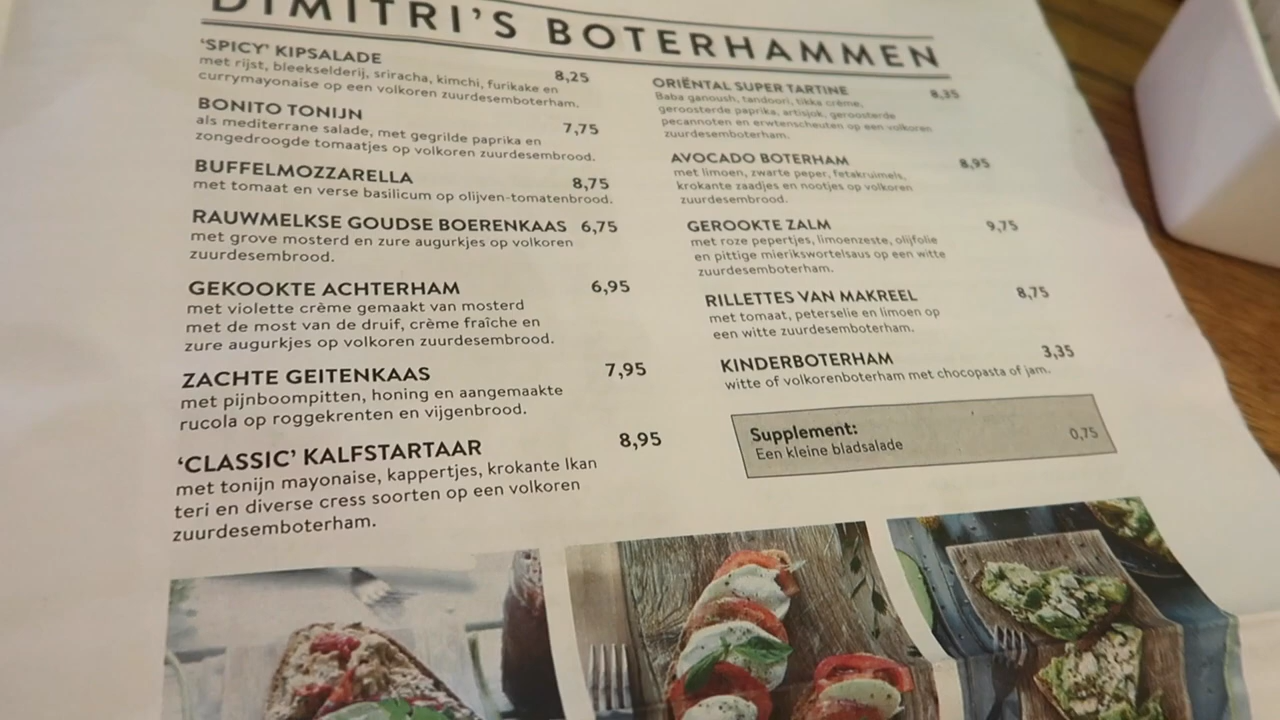 DIMITRI'S BOTERHAMMEN
'SPICY' KIPSALADE 8,25
met rijst, bleekselderij, sriracha, kimchi, furikake en
currymayonaise op een volkoren zuurdesemboterham.
BONITO TONIJN 7,75
als mediterrane salade, met gegrilde paprika en
zongedroogde tomaatjes op volkoren zuurdesembrood.
BUFFELMOZZARELLA 8,75
met tomaat en verse basilicum op olijven-tomatenbrood.
RAUWMELKSE GOUDSE BOERENKAAS 6,75
met grove mosterd en zure augurkjes op volkoren
zuurdesembrood.
GEKOOKTE ACHTERHAM 6,95
met violette crème gemaakt van mosterd
met de most van de druif, crème fraîche en
zure augurkjes op volkoren zuurdesembrood.
ZACHTE GEITENKAAS 7,95
met pijnboompitten, honing en aangemaakte
rucola op roggekrenten en vijgenbrood.
'CLASSIC' KALFSTARTAAR 8,95
met tonijn mayonaise, kappertjes, krokante Ikan
teri en diverse cress soorten op een volkoren
zuurdesemboterham.
ORIËNTAL SUPER TARTINE 8,35
Baba ganoush, tandoori, tikka crème,
geroosterde paprika, artisjok, geroosterde
pecannoten en erwtenscheuten op een volkoren
zuurdesemboterham.
AVOCADO BOTERHAM 8,95
met limoen, zwarte peper, fetakruimels,
krokante zaadjes en nootjes op volkoren
zuurdesembrood.
GEROOKTE ZALM 9,75
met roze pepertjes, limoenzeste, olijfolie
en pittige mierikswortelsaus op een witte
zuurdesemboterham.
RILLETTES VAN MAKREEL 8,75
met tomaat, peterselie en limoen op
een witte zuurdesemboterham.
KINDERBOTERHAM 3,35
witte of volkorenboterham met chocopasta of jam.
Supplement:
Een kleine bladsalade 0,75